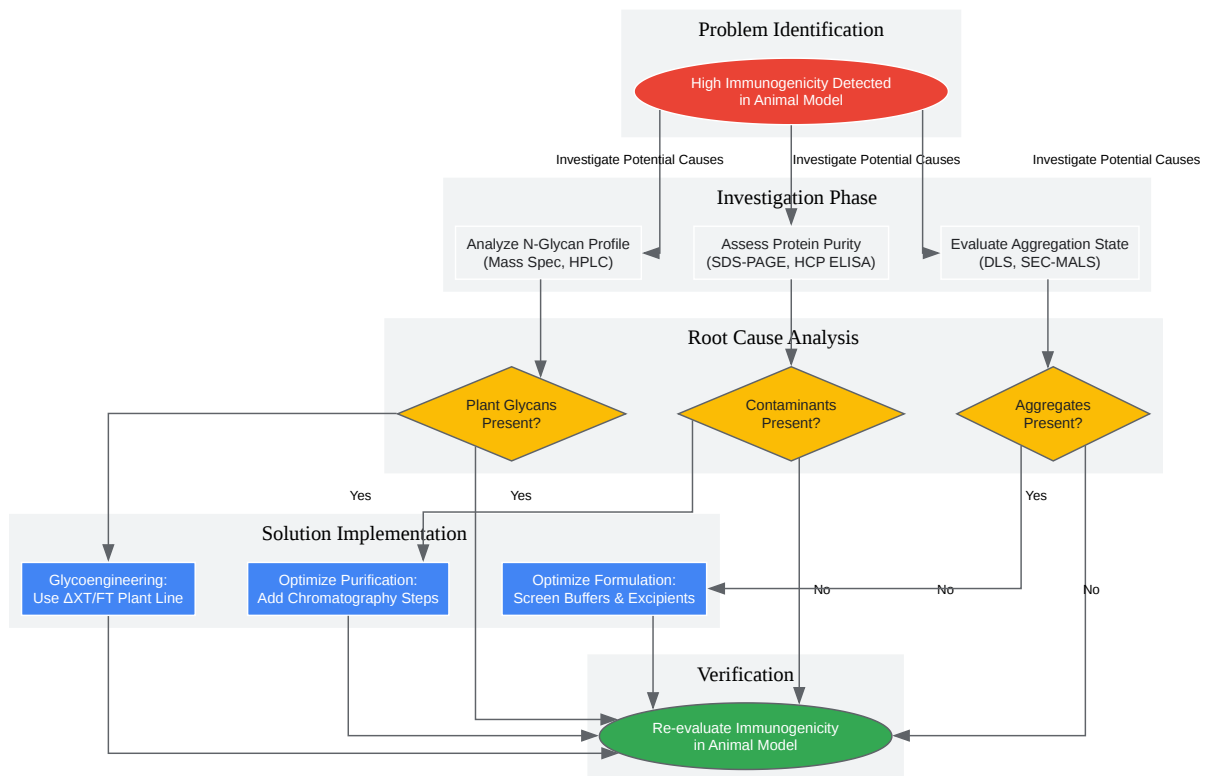 Problem Identification
High Immunogenicity Detected
in Animal Model
Investigate Potential Causes
Investigate Potential Causes
Investigate Potential Causes
Investigation Phase
Analyze N-Glycan Profile
(Mass Spec, HPLC)
Assess Protein Purity
(SDS-PAGE, HCP ELISA)
Evaluate Aggregation State
(DLS, SEC-MALS)
Root Cause Analysis
Plant Glycans
Present?
Contaminants
Present?
Aggregates
Present?
Yes
Yes
Yes
Solution Implementation
Glycoengineering:
Use ΔXT/FT Plant Line
Optimize Purification:
Add Chromatography Steps
Optimize Formulation:
Screen Buffers & Excipients
No
No
No
Verification
Re-evaluate Immunogenicity
in Animal Model